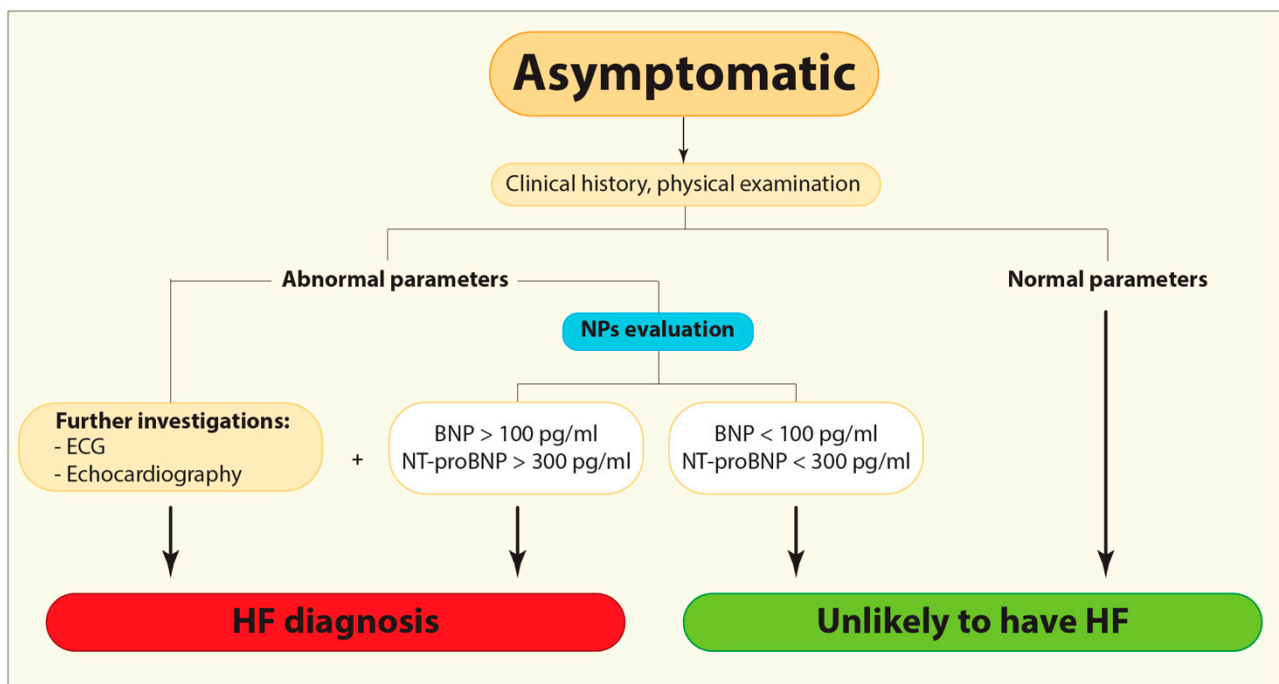 Asymptomatic
Clinical history, physical examination
Abnormal parameters
Normal parameters
NPs evaluation
Further investigations:
- ECG
- Echocardiography
+
BNP > 100 pg/ml
NT-proBNP > 300 pg/ml
BNP < 100 pg/ml
NT-proBNP < 300 pg/ml
HF diagnosis
Unlikely to have HF